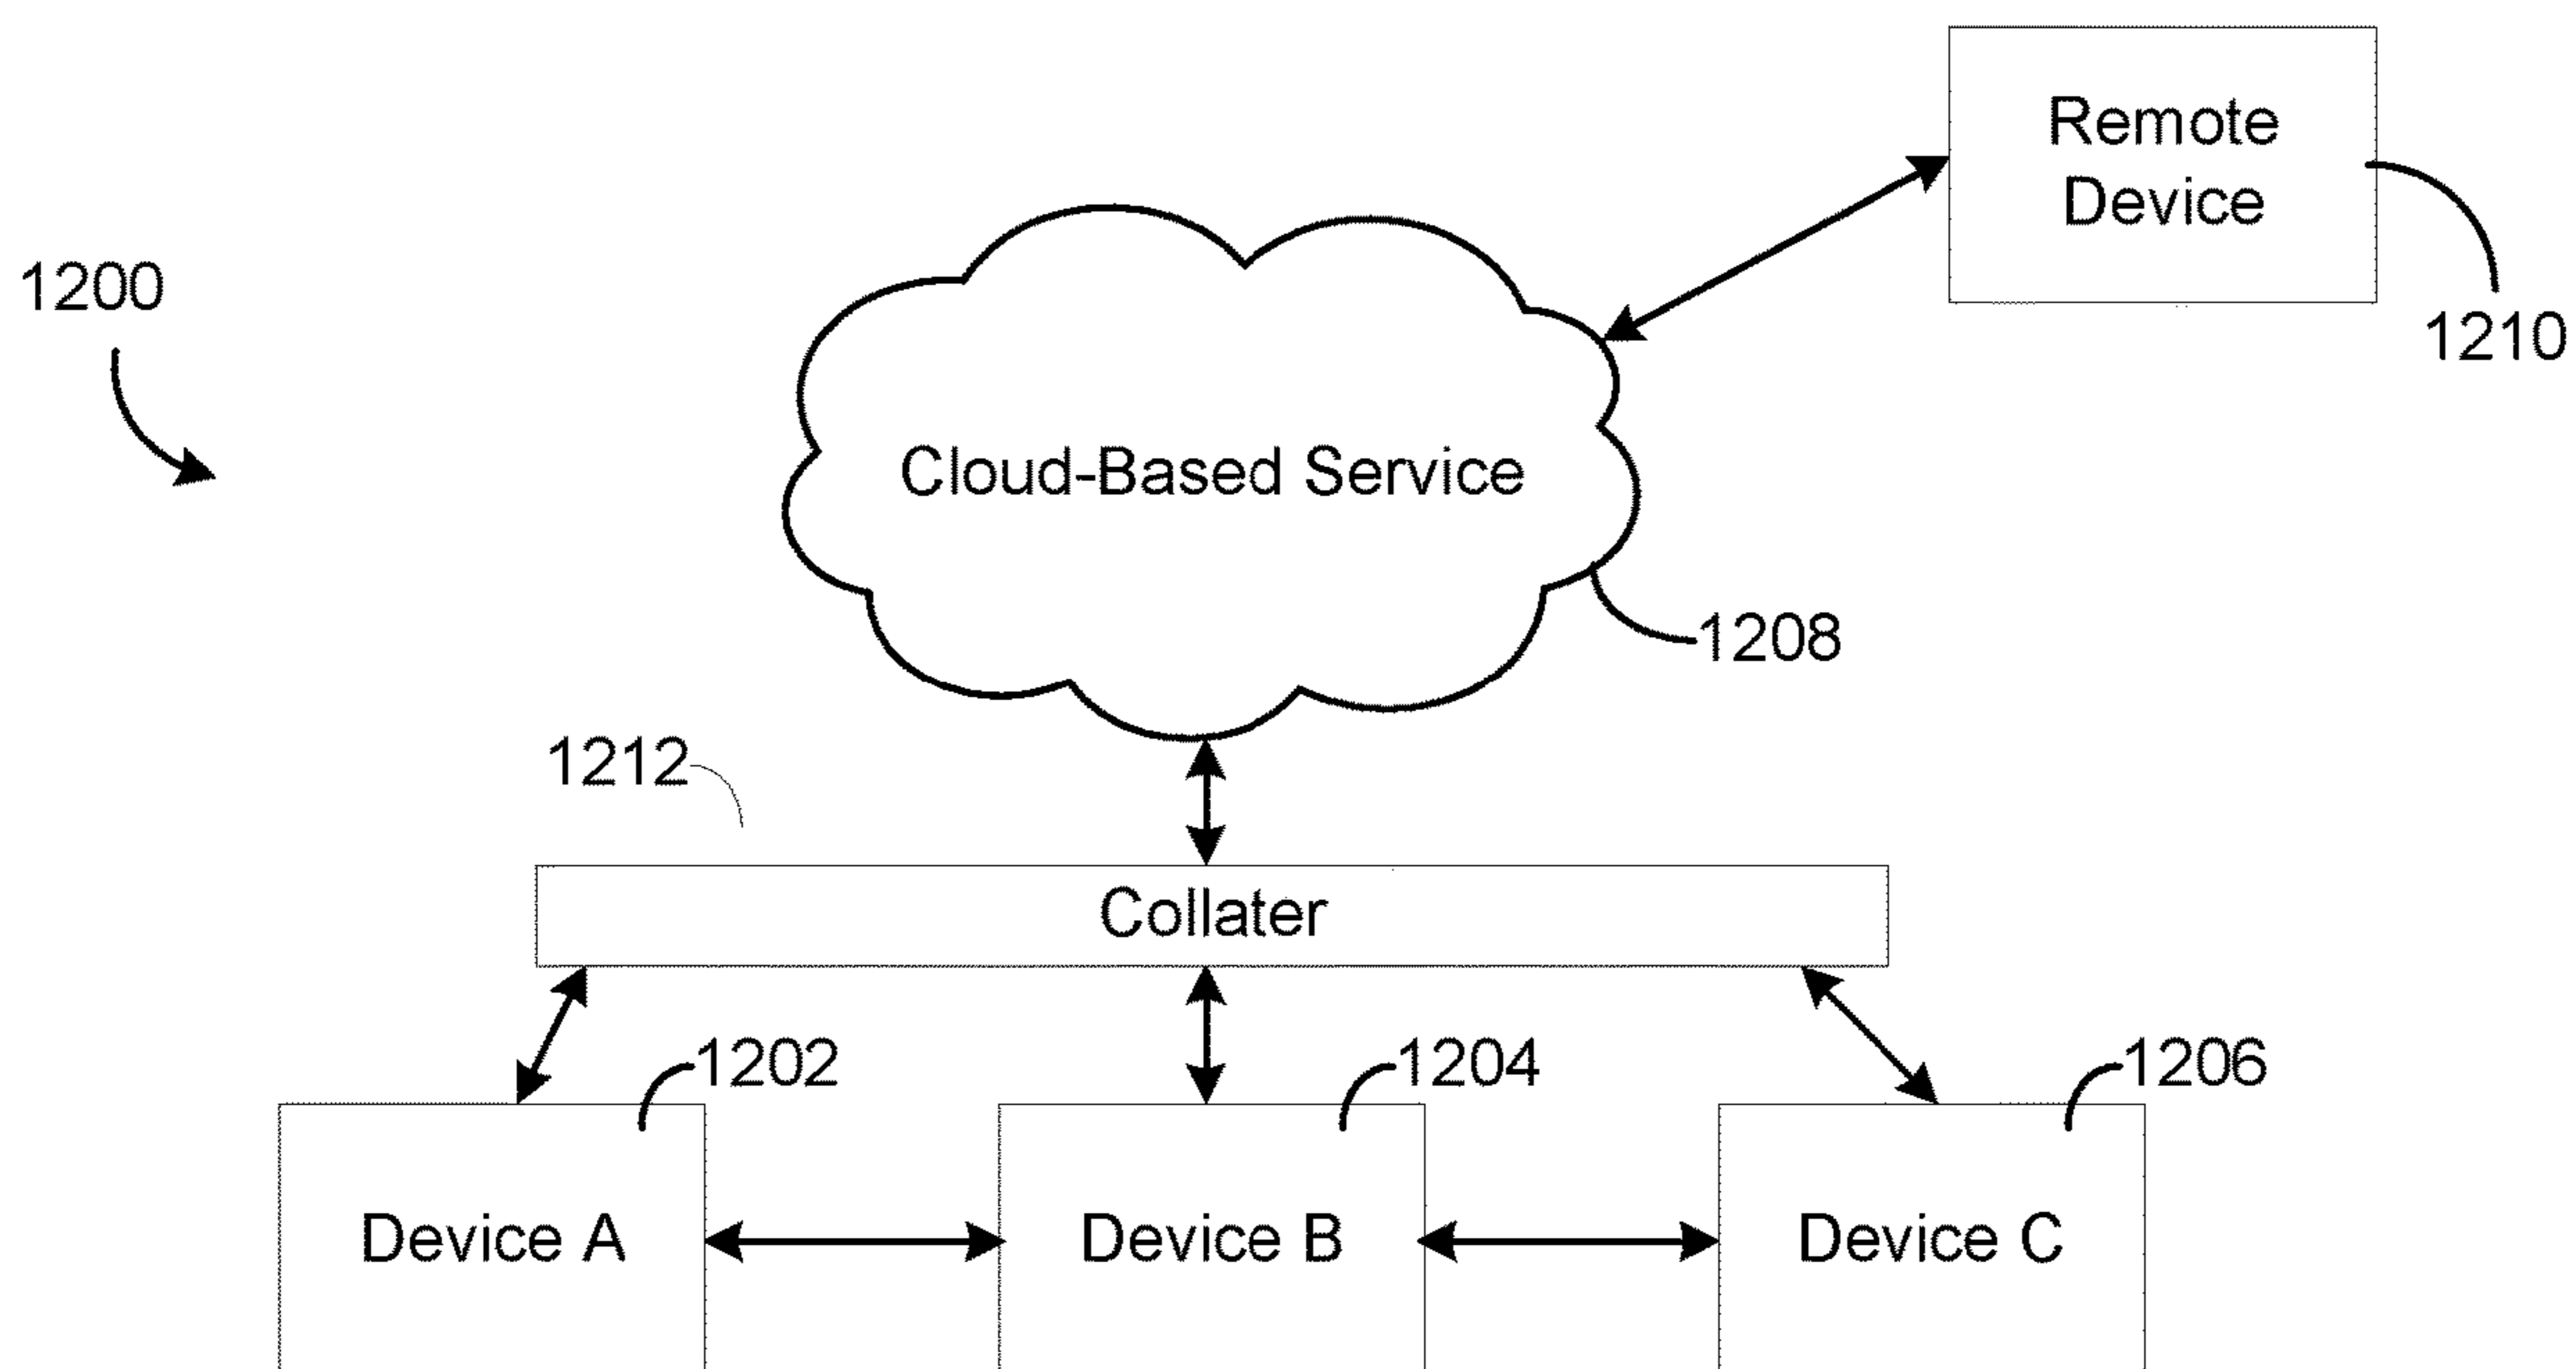 Remote
Device
1200
1210
Cloud-Based Service
1208
1212
Collater
1202
1204
1206
Device A
Device B
Device C